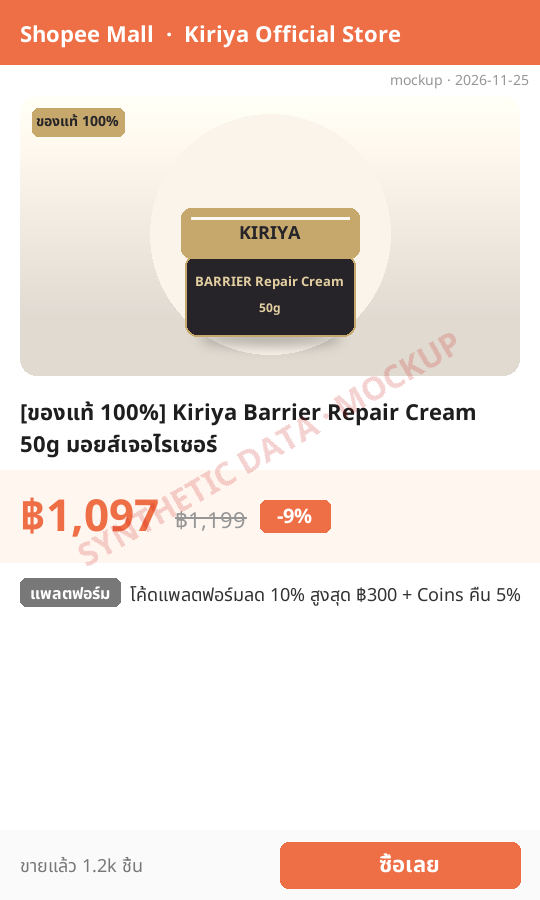 Shopee Mall · Kiriya Official Store
mockup · 2026-11-25
ของแท้ 100%
KIRIYA
BARRIER Repair Cream
50g
[ของแท้ 100%] Kiriya Barrier Repair Cream
50g มอยส์เจอไรเซอร์
฿1,097 ฿1,199 -9%
SYNTHETIC DATA · MOCKUP
แพลตฟอร์ม โค้ดแพลตฟอร์มลด 10% สูงสุด ฿300 + Coins คืน 5%
ขายแล้ว 1.2k ชิ้น ซื้อเลย